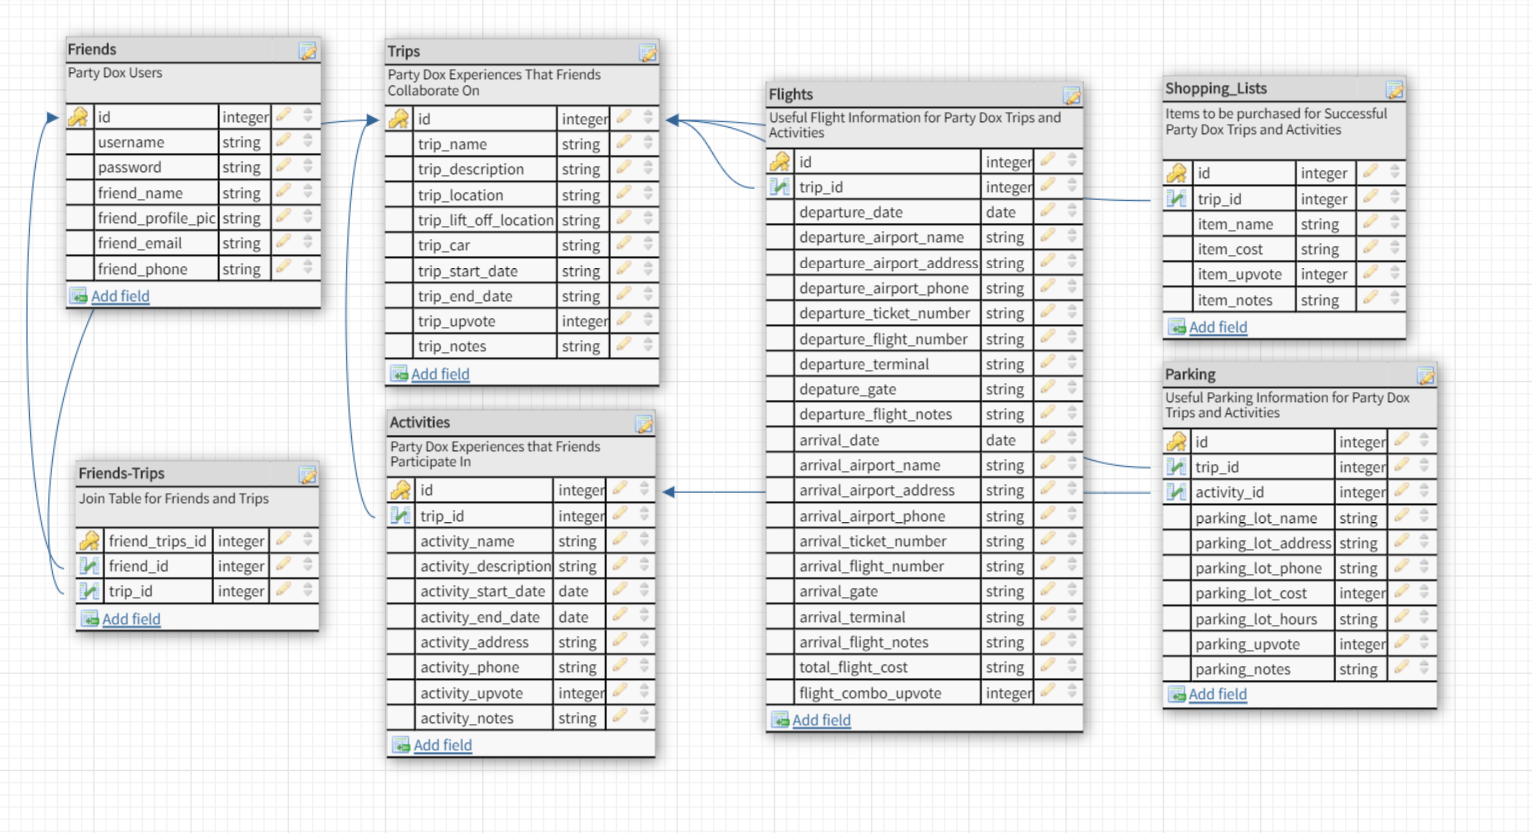 Friends
Party Dox Users
id integer
username string
password string
friend_name string
friend_profile_pic string
friend_email string
friend_phone string
Add field
Friends-Trips
Join Table for Friends and Trips
friend_trips_id integer
friend_id integer
trip_id integer
Add field
Trips
Party Dox Experiences That Friends
Collaborate On
id integer
trip_name string
trip_description string
trip_location string
trip_lift_off_location string
trip_car string
trip_start_date string
trip_end_date string
trip_upvote integer
trip_notes string
Add field
Activities
Party Dox Experiences that Friends
Participate In
id integer
trip_id integer
activity_name string
activity_description string
activity_start_date date
activity_end_date date
activity_address string
activity_phone string
activity_upvote integer
activity_notes string
Add field
Flights
Useful Flight Information for Party Dox Trips and
Activities
id integer
trip_id integer
departure_date date
departure_airport_name string
departure_airport_address string
departure_airport_phone string
departure_ticket_number string
departure_flight_number string
departure_terminal string
depature_gate string
departure_flight_notes string
arrival_date date
arrival_airport_name string
arrival_airport_address string
arrival_airport_phone string
arrival_ticket_number string
arrival_flight_number string
arrival_gate string
arrival_terminal string
arrival_flight_notes string
total_flight_cost string
flight_combo_upvote integer
Add field
Shopping_Lists
Items to be purchased for Successful
Party Dox Trips and Activities
id integer
trip_id integer
item_name string
item_cost string
item_upvote integer
item_notes string
Add field
Parking
Useful Parking Information for Party Dox
Trips and Activities
id integer
trip_id integer
activity_id integer
parking_lot_name string
parking_lot_address string
parking_lot_phone string
parking_lot_cost integer
parking_lot_hours string
parking_upvote integer
parking_notes string
Add field